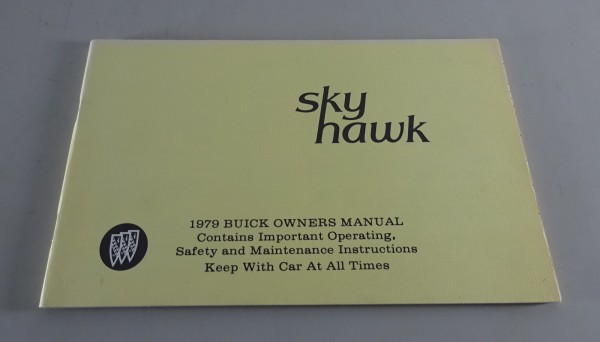 sky
hawk
1979 BUICK OWNERS MANUAL
Contains Important Operating,
Safety and Maintenance Instructions
Keep With Car At All Times